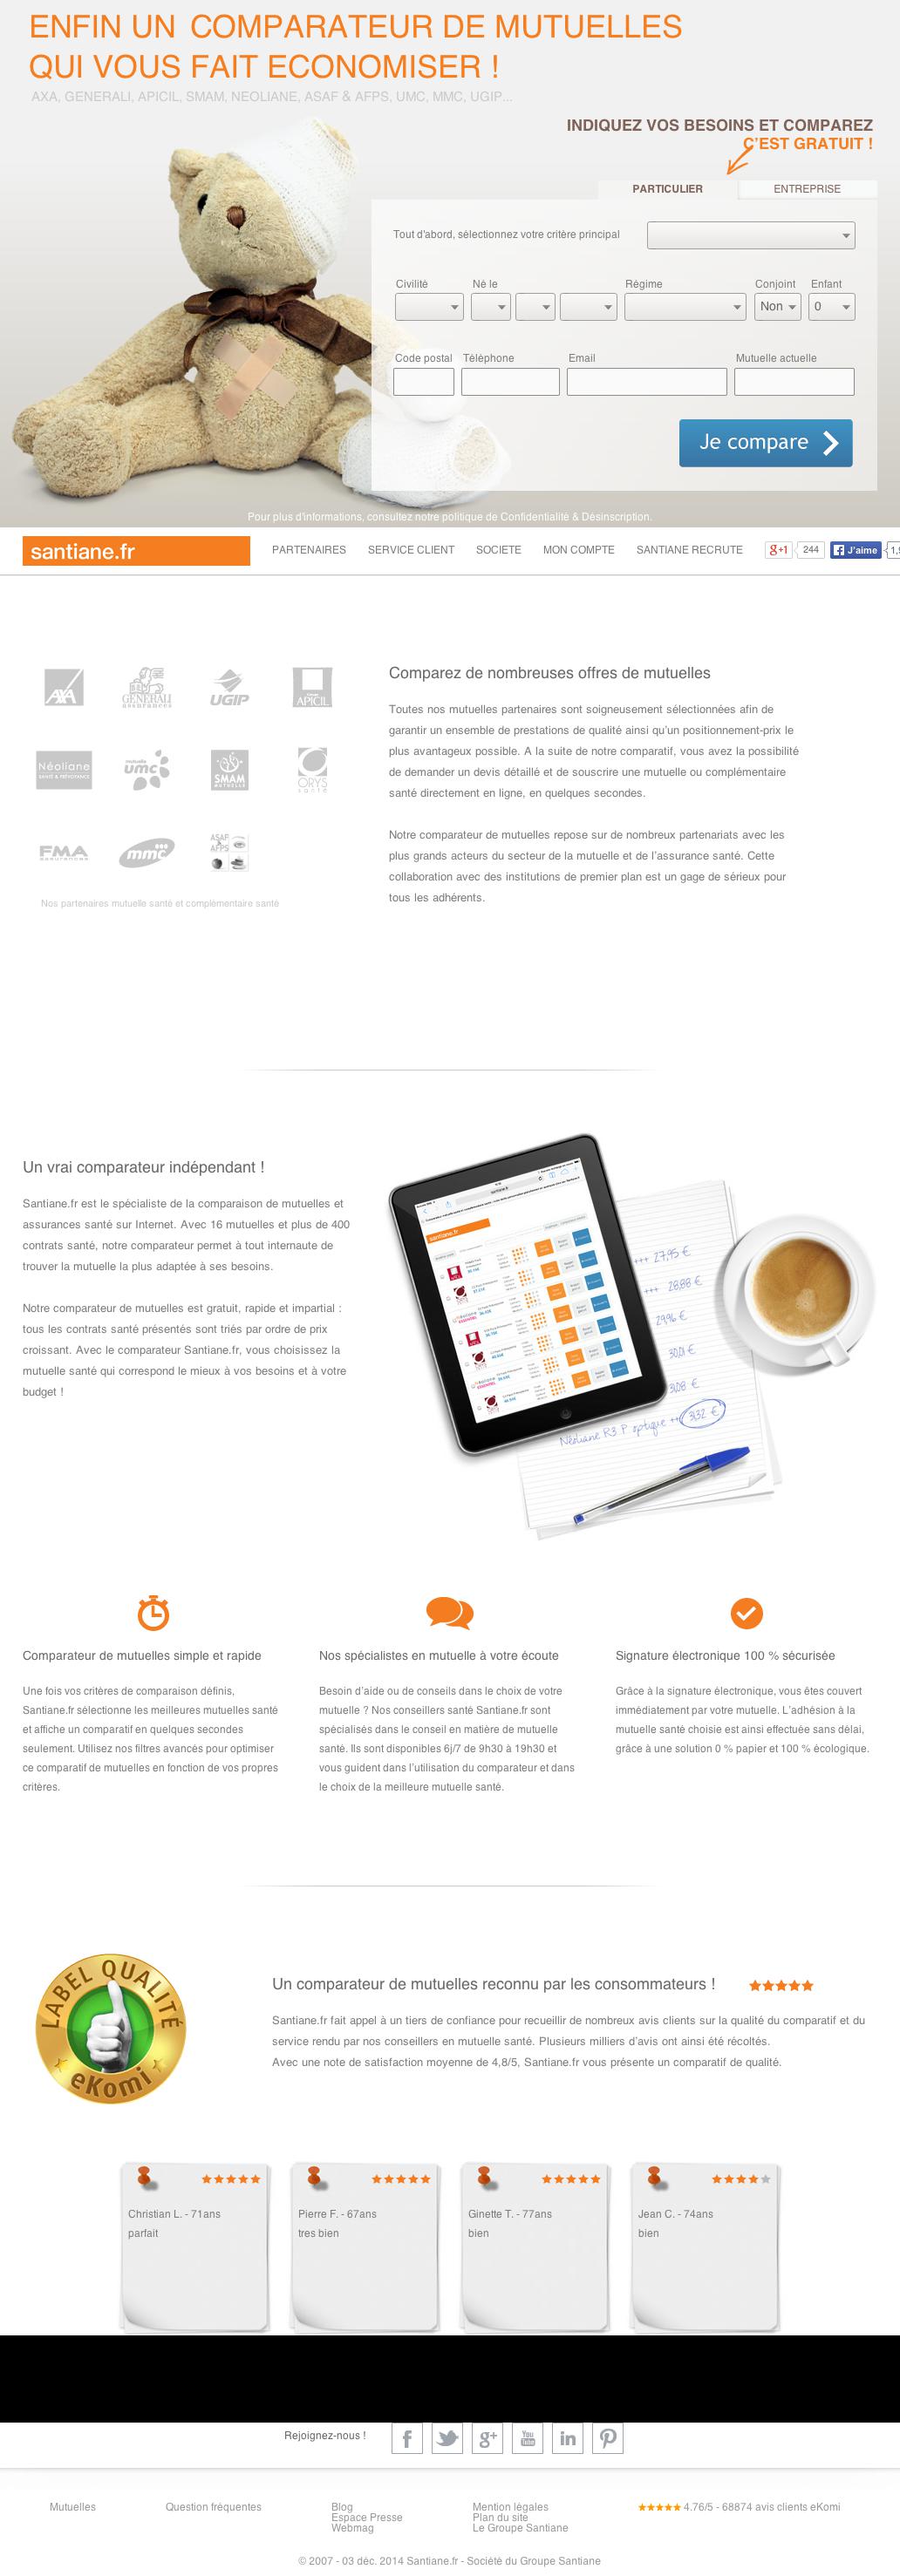 ENFIN UN COMPARATEUR DE MUTUELLES
QUI VOUS FAIT ECONOMISER !
AXA, GENERALI, APICIL, SMAM, NEOLIANE, ASAF & AFPS, UMC, MMC, UGIP...
INDIQUEZ VOS BESOINS ET COMPAREZ
C'EST GRATUIT !
PARTICULIER ENTREPRISE
Tout d'abord, sélectionnez votre critère principal
Civilité Né le Régime Conjoint Enfant
Non 0
Code postal Téléphone Email Mutuelle actuelle
Je compare
Pour plus d'informations, consultez notre politique de Confidentialité & Désinscription.
santiane.fr PARTENAIRES SERVICE CLIENT SOCIETE MON COMPTE SANTIANE RECRUTE g+1 244 J'aime
AXA GENERALI assurances UGIP APICIL
Néoliane umc SMAM MUTUELLE ORYS santé
FMA mmc ASAF AFPS
Nos partenaires mutuelle santé et complémentaire santé
Comparez de nombreuses offres de mutuelles
Toutes nos mutuelles partenaires sont soigneusement sélectionnées afin de
garantir un ensemble de prestations de qualité ainsi qu'un positionnement-prix le
plus avantageux possible. A la suite de notre comparatif, vous avez la possibilité
de demander un devis détaillé et de souscrire une mutuelle ou complémentaire
santé directement en ligne, en quelques secondes.
Notre comparateur de mutuelles repose sur de nombreux partenariats avec les
plus grands acteurs du secteur de la mutuelle et de l'assurance santé. Cette
collaboration avec des institutions de premier plan est un gage de sérieux pour
tous les adhérents.
Un vrai comparateur indépendant !
Santiane.fr est le spécialiste de la comparaison de mutuelles et
assurances santé sur Internet. Avec 16 mutuelles et plus de 400
contrats santé, notre comparateur permet à tout internaute de
trouver la mutuelle la plus adaptée à ses besoins.
Notre comparateur de mutuelles est gratuit, rapide et impartial :
tous les contrats santé présentés sont triés par ordre de prix
croissant. Avec le comparateur Santiane.fr, vous choisissez la
mutuelle santé qui correspond le mieux à vos besoins et à votre
budget !
santiane.fr
27,95 €
28,88 €
29,96 €
30,01 €
31,08 €
Néoliane R3 P optique ++ 31,32 €
Comparateur de mutuelles simple et rapide
Une fois vos critères de comparaison définis,
Santiane.fr sélectionne les meilleures mutuelles santé
et affiche un comparatif en quelques secondes
seulement. Utilisez nos filtres avancés pour optimiser
ce comparatif de mutuelles en fonction de vos propres
critères.
Nos spécialistes en mutuelle à votre écoute
Besoin d'aide ou de conseils dans le choix de votre
mutuelle ? Nos conseillers santé Santiane.fr sont
spécialisés dans le conseil en matière de mutuelle
santé. Ils sont disponibles 6j/7 de 9h30 à 19h30 et
vous guident dans l'utilisation du comparateur et dans
le choix de la meilleure mutuelle santé.
Signature électronique 100 % sécurisée
Grâce à la signature électronique, vous êtes couvert
immédiatement par votre mutuelle. L'adhésion à la
mutuelle santé choisie est ainsi effectuée sans délai,
grâce à une solution 0 % papier et 100 % écologique.
LABEL QUALITÉ
eKomi
Un comparateur de mutuelles reconnu par les consommateurs !
Santiane.fr fait appel à un tiers de confiance pour recueillir de nombreux avis clients sur la qualité du comparatif et du
service rendu par nos conseillers en mutuelle santé. Plusieurs milliers d'avis ont ainsi été récoltés.
Avec une note de satisfaction moyenne de 4,8/5, Santiane.fr vous présente un comparatif de qualité.
Christian L. - 71ans
parfait
Pierre F. - 67ans
tres bien
Ginette T. - 77ans
bien
Jean C. - 74ans
bien
Rejoignez-nous !
f g+ You Tube in
Mutuelles
Question fréquentes
Blog
Espace Presse
Webmag
Mention légales
Plan du site
Le Groupe Santiane
4.76/5 - 68874 avis clients eKomi
© 2007 - 03 déc. 2014 Santiane.fr - Société du Groupe Santiane